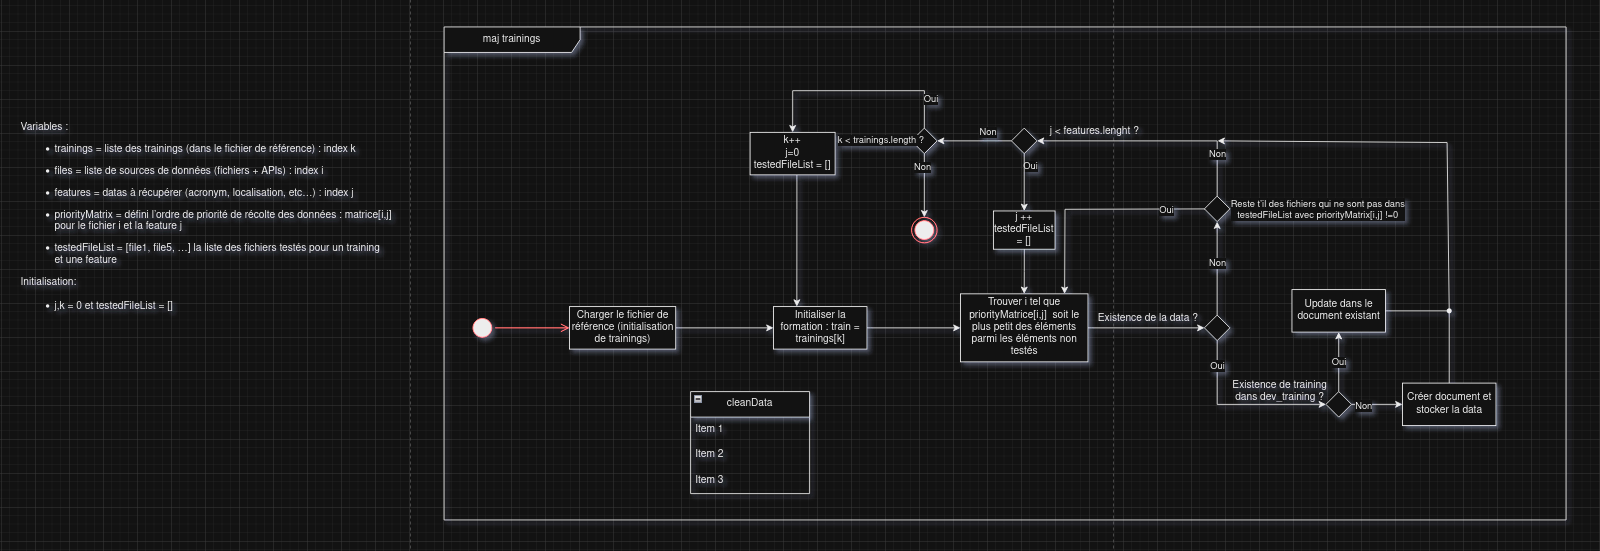 Variables :
• trainings = liste des trainings (dans le fichier de référence) : index k
• files = liste de sources de données (fichiers + APIs) : index i
• features = datas à récupérer (acronym, localisation, etc...) : index j
• priorityMatrix = défini l'ordre de priorité de récolte des données : matrice[i,j]
pour le fichier i et la feature j
• testedFileList = [file1, file5, ...] la liste des fichiers testés pour un training
et une feature
Initialisation:
• j,k = 0 et testedFileList = []
maj trainings
Oui
k++
j=0
testedFileList = []
k < trainings.length ?
Non
Non
j < features.lenght ?
Oui
j ++
testedFileList
= []
Non
Oui
Reste t'il des fichiers qui ne sont pas dans
testedFileList avec priorityMatrix[i,j] !=0
Non
Charger le fichier de
référence (initialisation
de trainings)
Initialiser la
formation : train =
trainings[k]
Trouver i tel que
priorityMatrice[i,j] soit le
plus petit des éléments
parmi les éléments non
testés
Existence de la data ?
Oui
Update dans le
document existant
Oui
Existence de training
dans dev_training ?
Non
Créer document et
stocker la data
cleanData
Item 1
Item 2
Item 3